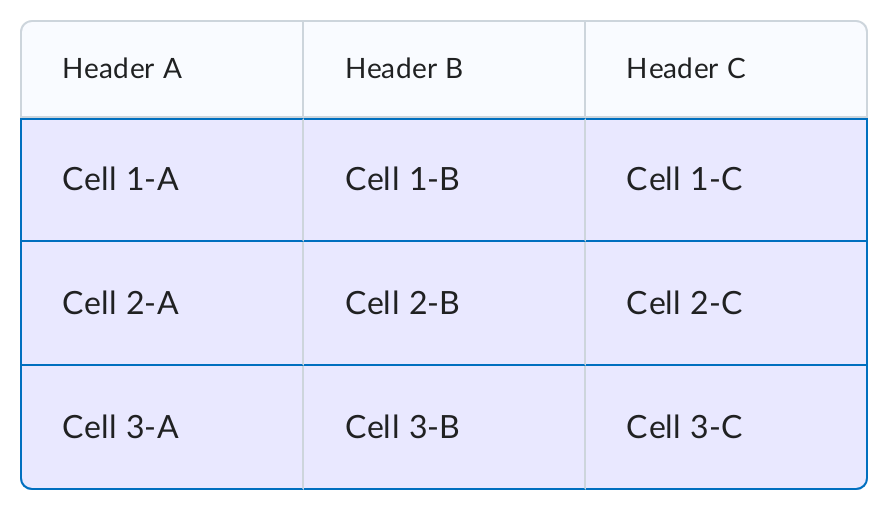 Header A Header B Header C
Cell 1-A Cell 1-B Cell 1-C
Cell 2-A Cell 2-B Cell 2-C
Cell 3-A Cell 3-B Cell 3-C